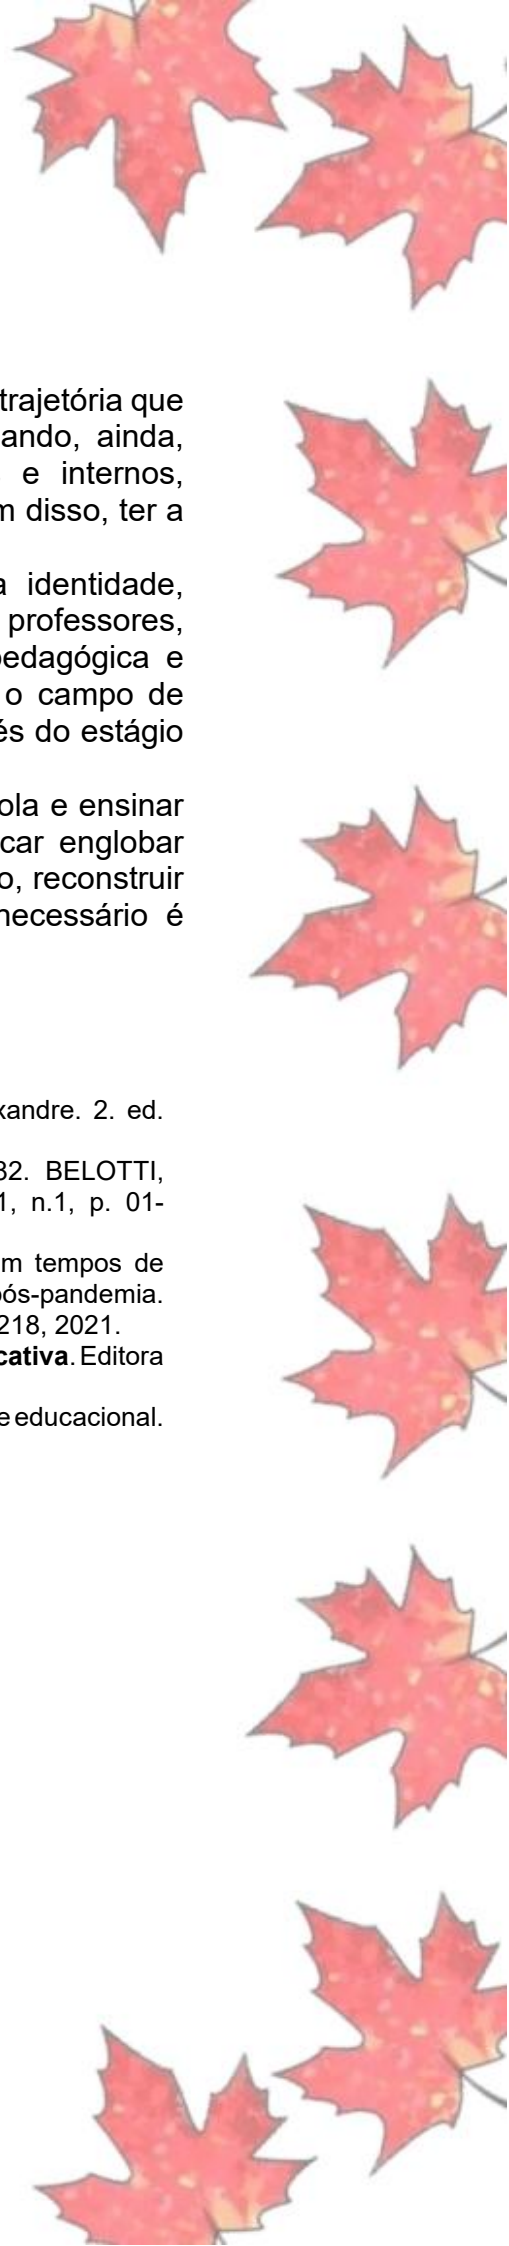 trajetória que
ando, ainda,
e internos,
m disso, ter a
a identidade,
professores,
pedagógica e
o campo de
és do estágio
ola e ensinar
car englobar
o, reconstruir
necessário é
xandre. 2. ed.
82. BELOTTI,
1, n.1, p. 01-
m tempos de
pós-pandemia.
218, 2021.
cativa. Editora
e educacional.